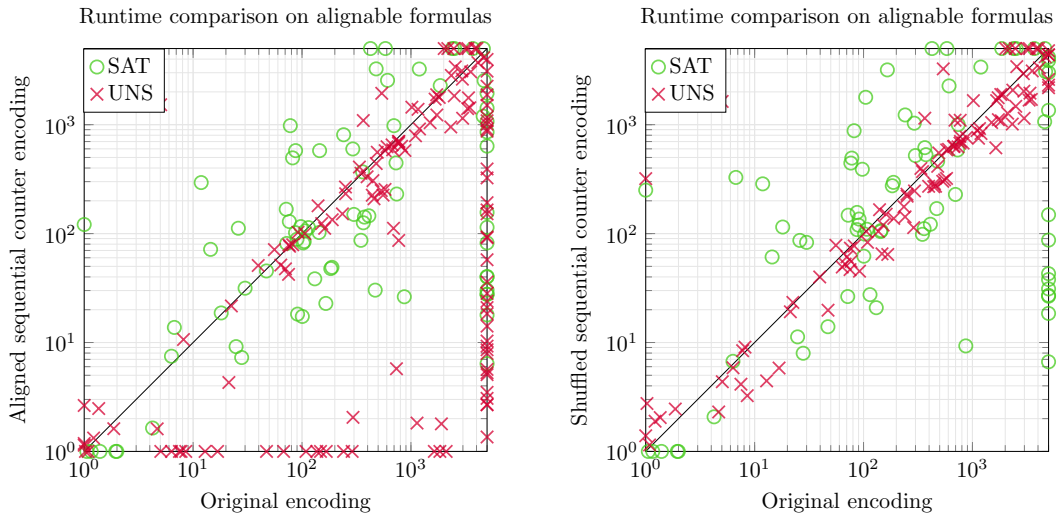 Runtime comparison on alignable formulas
SAT
UNS
Aligned sequential counter encoding
10^3
10^2
10^1
10^0
10^0 10^1 10^2 10^3
Original encoding
Runtime comparison on alignable formulas
SAT
UNS
Shuffled sequential counter encoding
10^3
10^2
10^1
10^0
10^0 10^1 10^2 10^3
Original encoding